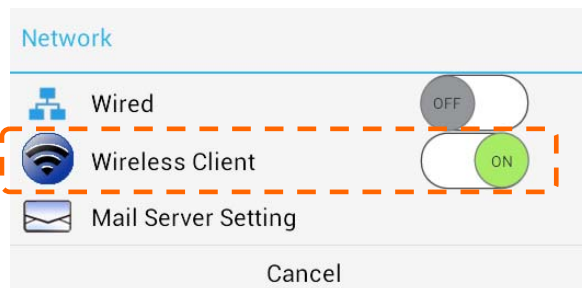 Network
Wired OFF
Wireless Client ON
Mail Server Setting
Cancel